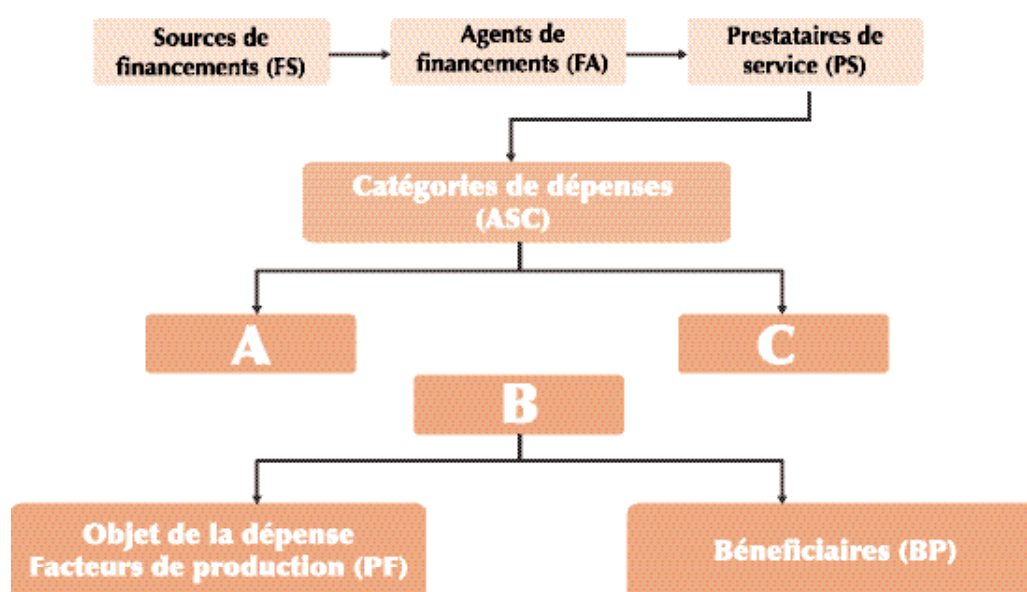 Sources de
financements (FS)
Agents de
financements (FA)
Prestataires de
service (PS)
Catégories de dépenses
(ASC)
A
C
B
Objet de la dépense
Facteurs de production (PF)
Béneficiaires (BP)